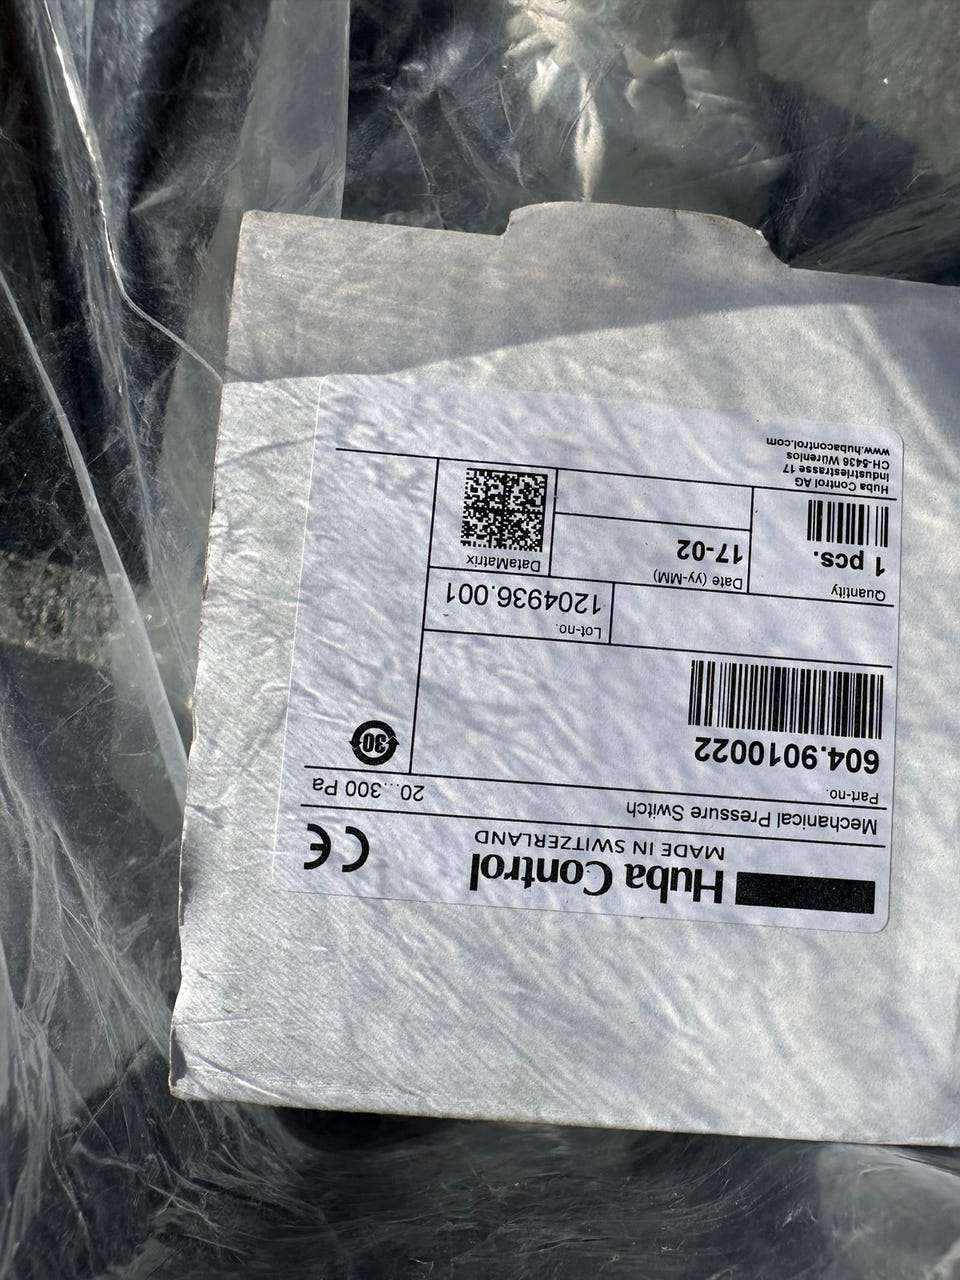 Huba Control
MADE IN SWITZERLAND
CE
Mechanical Pressure Switch
20...300 Pa
Part-no.
604.9010022
30
Lot-no.
1204936.001
Quantity
1 pcs.
Date (yy-MM)
17-02
DataMatrix
Huba Control AG
Industriestrasse 17
CH-5436 Würenlos
www.hubacontrol.com